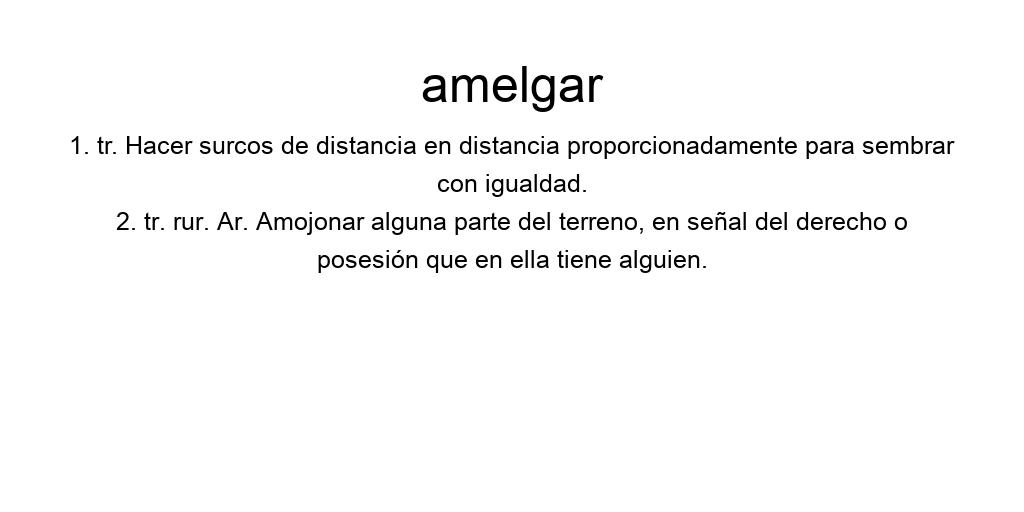 amelgar
1. tr. Hacer surcos de distancia en distancia proporcionadamente para sembrar
con igualdad.
2. tr. rur. Ar. Amojonar alguna parte del terreno, en señal del derecho o
posesión que en ella tiene alguien.